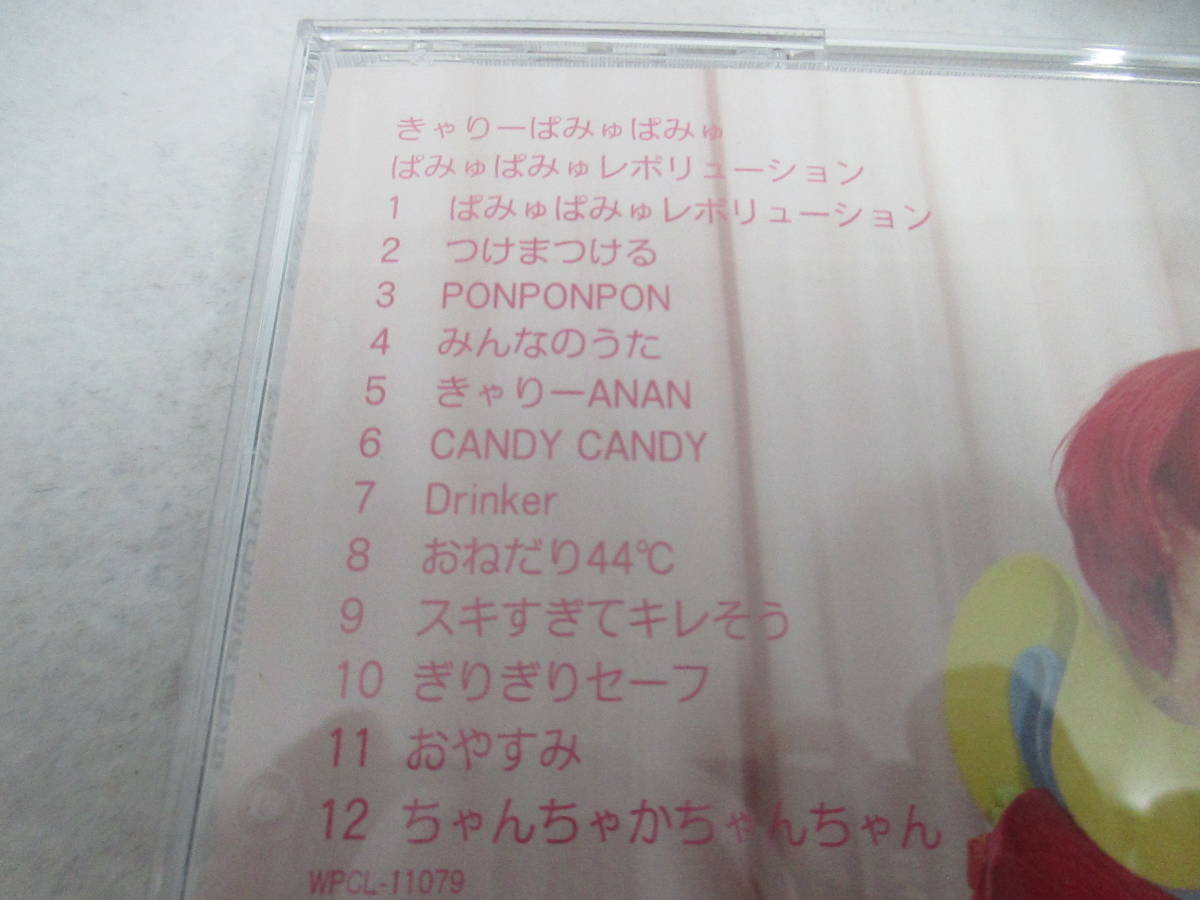 きゃりーぱみゅぱみゅ
ぱみゅぱみゅレボリューション
1 ぱみゅぱみゅレボリューション
2 つけまつける
3 PONPONPON
4 みんなのうた
5 きゃりーANAN
6 CANDY CANDY
7 Drinker
8 おねだり44℃
9 スキすぎてキレそう
10 ぎりぎりセーフ
11 おやすみ
12 ちゃんちゃかちゃんちゃん
WPCL-11079